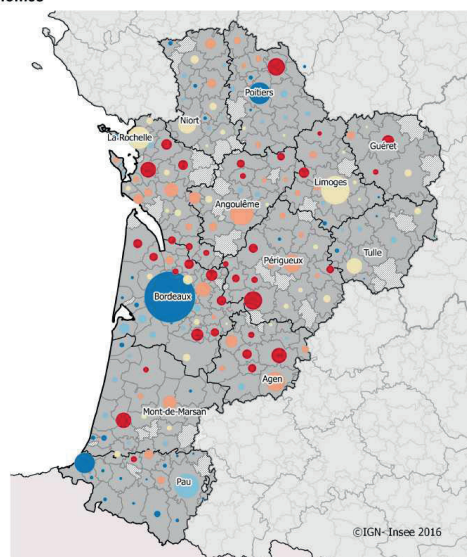 Poitiers
Niort
La Rochelle
Guéret
Limoges
Angoulême
Tulle
Périgueux
Bordeaux
Agen
Mont-de-Marsan
Pau
©IGN- Insee 2016